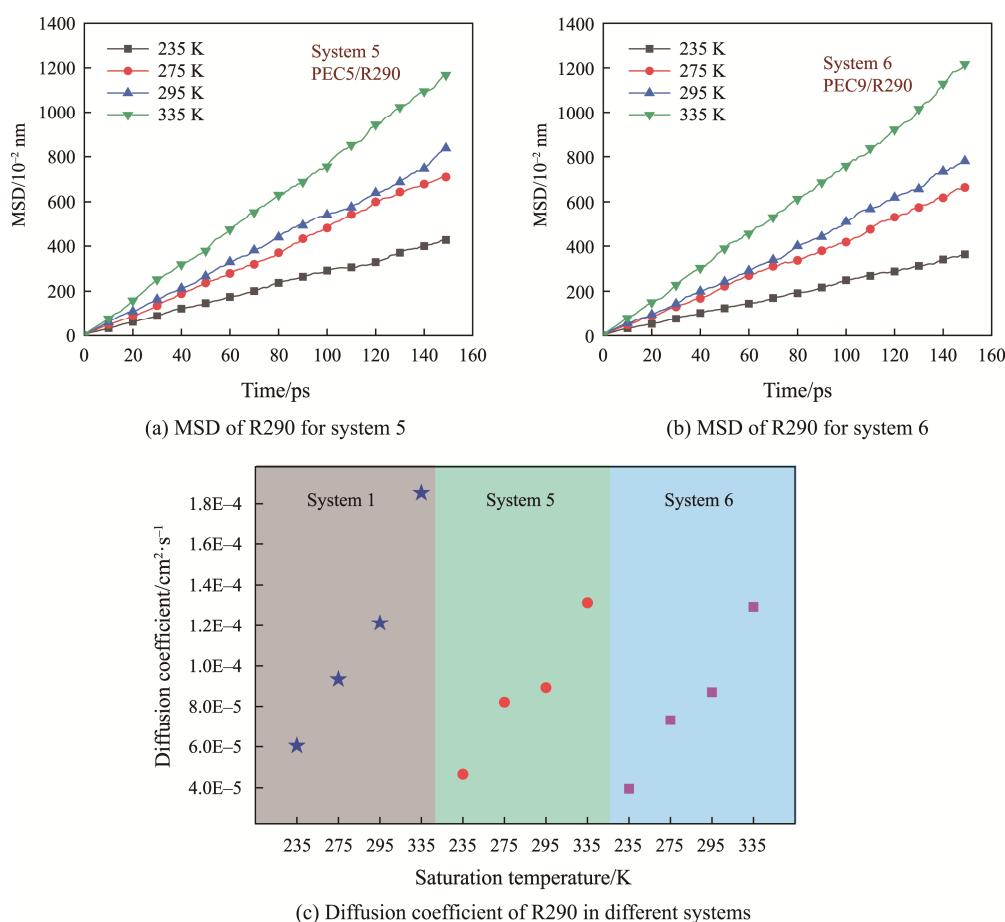 1400
1200
1000
800
600
400
200
0
MSD/10⁻² nm
235 K
275 K
295 K
335 K
System 5
PEC5/R290
0 20 40 60 80 100 120 140 160
Time/ps
(a) MSD of R290 for system 5
1400
1200
1000
800
600
400
200
0
MSD/10⁻² nm
235 K
275 K
295 K
335 K
System 6
PEC9/R290
0 20 40 60 80 100 120 140 160
Time/ps
(b) MSD of R290 for system 6
Diffusion coefficient/cm²·s⁻¹
1.8E–4
1.6E–4
1.4E–4
1.2E–4
1.0E–4
8.0E–5
6.0E–5
4.0E–5
System 1 System 5 System 6
235 275 295 335 235 275 295 335 235 275 295 335
Saturation temperature/K
(c) Diffusion coefficient of R290 in different systems